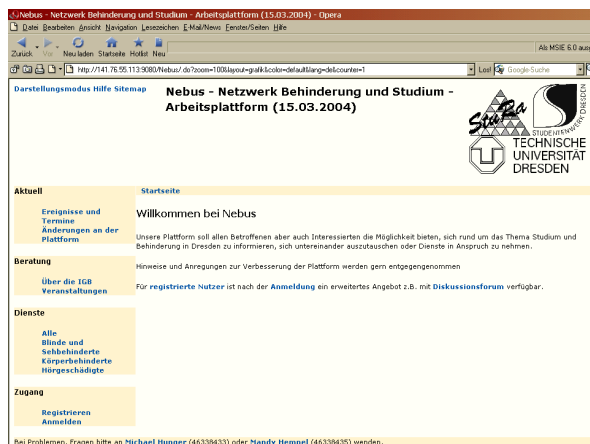 Nebus - Netzwerk Behinderung und Studium - Arbeitsplattform (15.03.2004) - Opera
Datei Bearbeiten Ansicht Navigation Lesezeichen E-Mail/News Fenster/Seiten Hilfe
Zurück Vor Neu laden Startseite Hotlist Neu
Als MSIE 6.0 ausw
http://141.76.55.113:9080/Nebus/.do?zoom=100&layout=grafik&color=default&lang=de&counter=1 Los! Google-Suche
Darstellungsmodus Hilfe Sitemap
Nebus - Netzwerk Behinderung und Studium -
Arbeitsplattform (15.03.2004)
StuRa
STUDENTENWERK DRESDEN
TECHNISCHE
UNIVERSITÄT
DRESDEN
Aktuell
Ereignisse und
Termine
Änderungen an der
Plattform
Beratung
Über die IGB
Veranstaltungen
Dienste
Alle
Blinde und
Sehbehinderte
Körperbehinderte
Hörgeschädigte
Zugang
Registrieren
Anmelden
Startseite
Willkommen bei Nebus
Unsere Plattform soll allen Betroffenen aber auch Interessierten die Möglichkeit bieten, sich rund um das Thema Studium und
Behinderung in Dresden zu informieren, sich untereinander auszutauschen oder Dienste in Anspruch zu nehmen.
Hinweise und Anregungen zur Verbesserung der Plattform werden gern entgegengenommen
Für registrierte Nutzer ist nach der Anmeldung ein erweitertes Angebot z.B. mit Diskussionsforum verfügbar.
Bei Problemen, Fragen bitte an Michael Hunger (46338433) oder Mandy Hempel (46338435) wenden.